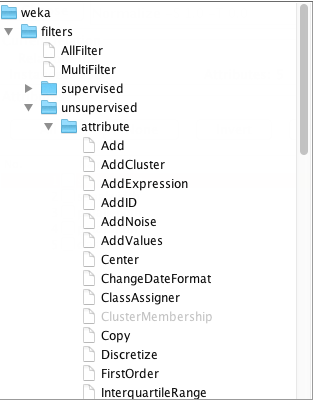 weka
filters
AllFilter
MultiFilter
supervised
unsupervised
attribute
Add
AddCluster
AddExpression
AddID
AddNoise
AddValues
Center
ChangeDateFormat
ClassAssigner
ClusterMembership
Copy
Discretize
FirstOrder
InterquartileRange